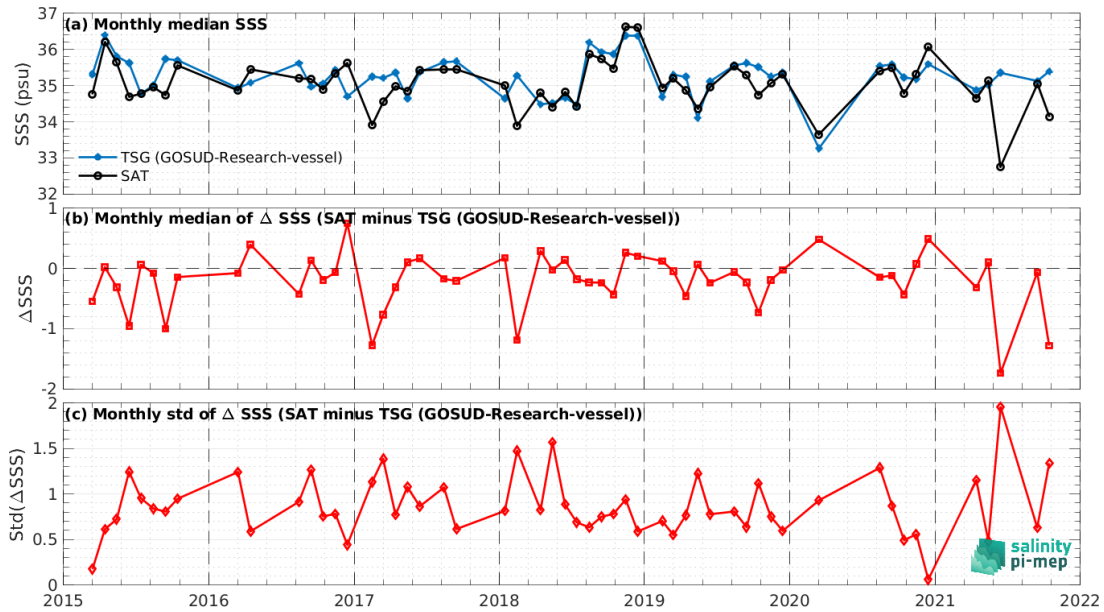 (a) Monthly median SSS
37
36
35
34
33
32
SSS (psu)
TSG (GOSUD-Research-vessel)
SAT
(b) Monthly median of Δ SSS (SAT minus TSG (GOSUD-Research-vessel))
1
0
-1
-2
ΔSSS
(c) Monthly std of Δ SSS (SAT minus TSG (GOSUD-Research-vessel))
2
1.5
1
0.5
0
Std(ΔSSS)
salinity
pi-mep
2015 2016 2017 2018 2019 2020 2021 2022